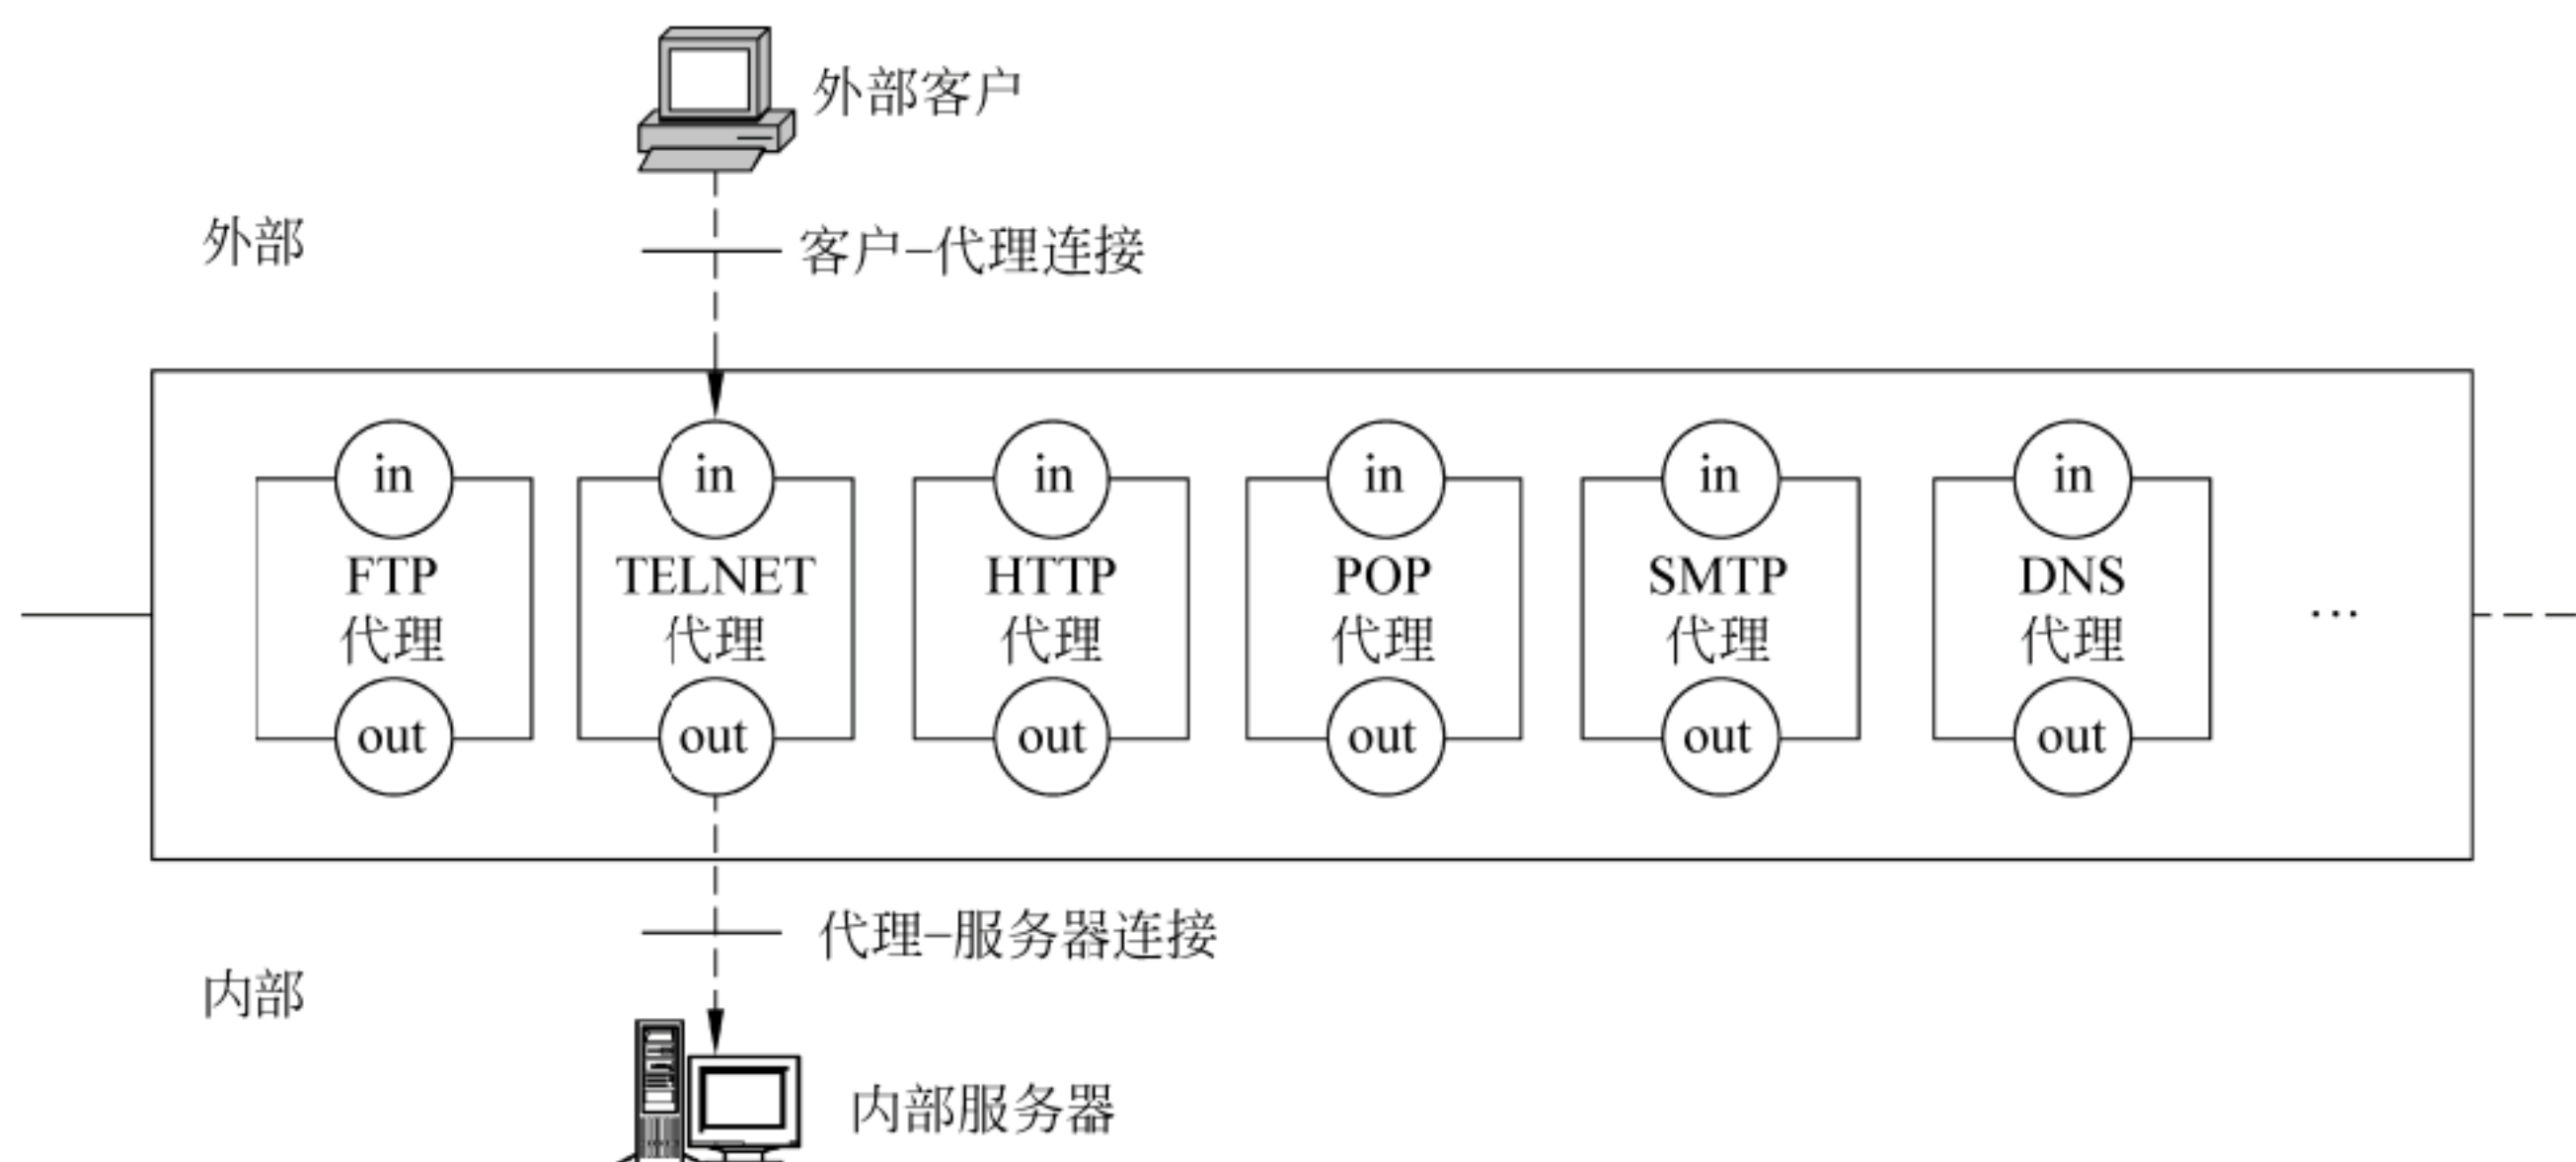 外部客户
外部
客户-代理连接
in in in in in in
FTP TELNET HTTP POP SMTP DNS
代理 代理 代理 代理 代理 代理 …
out out out out out out
代理-服务器连接
内部
内部服务器